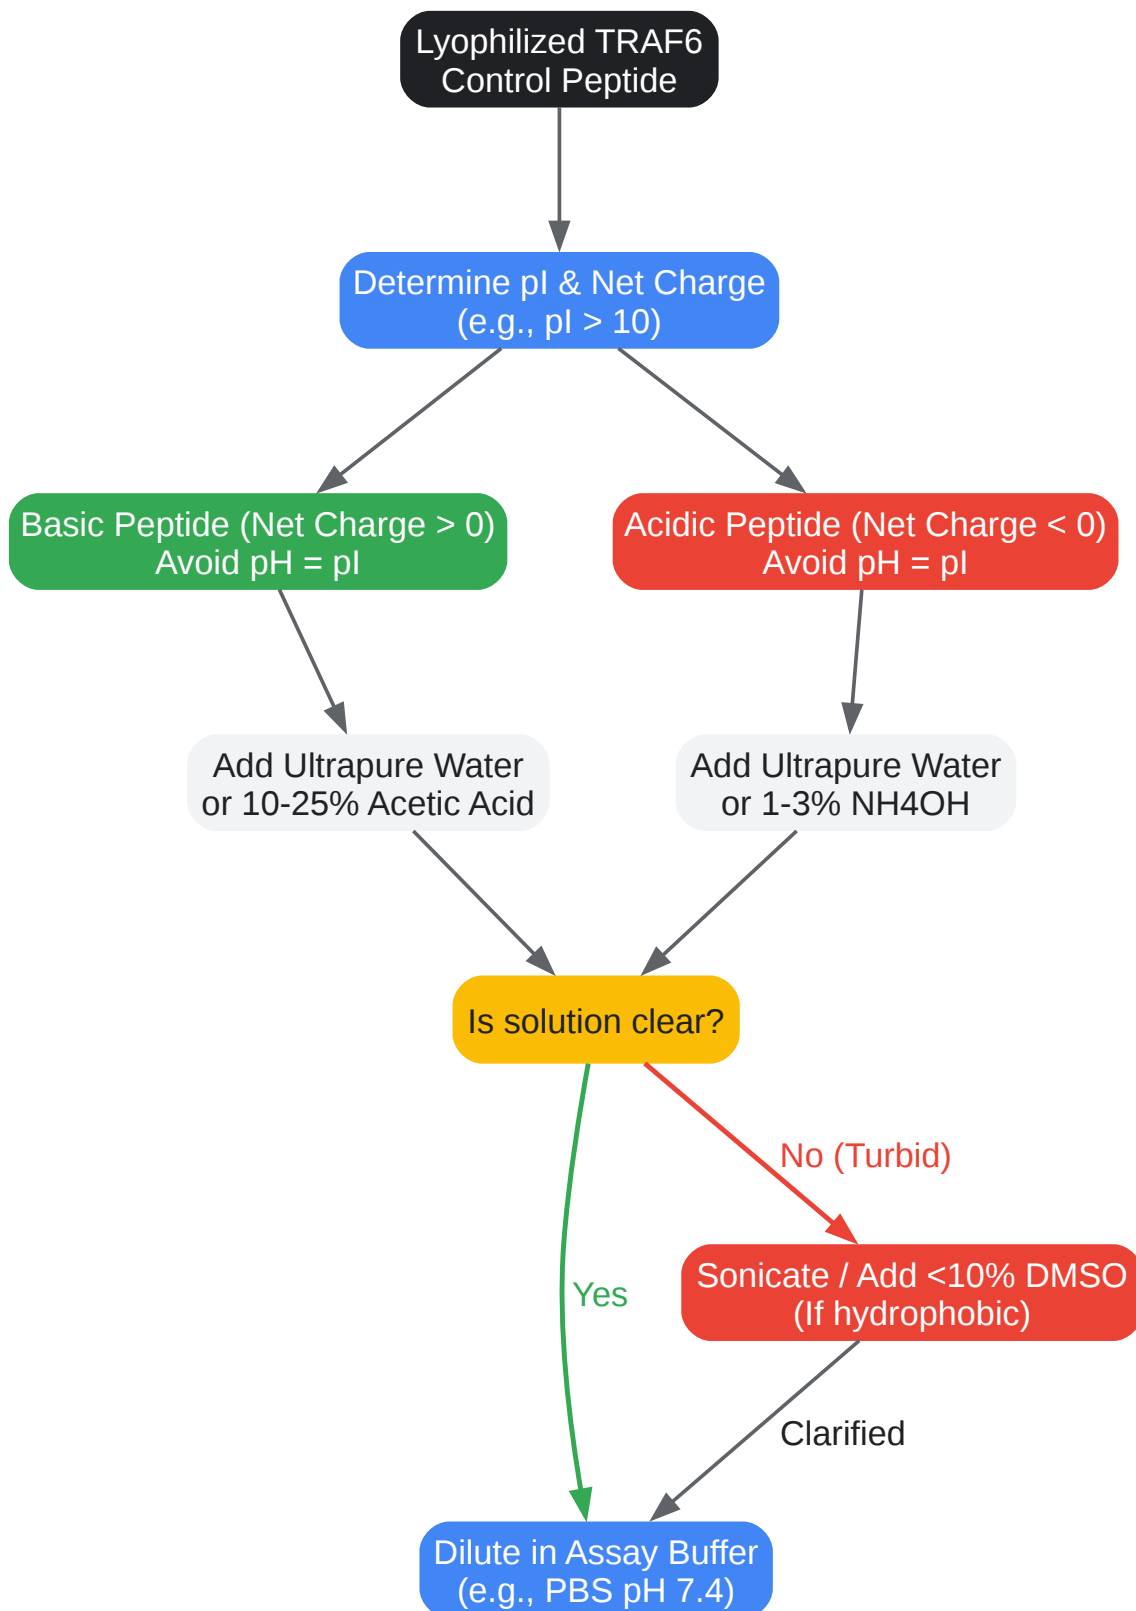 Lyophilized TRAF6
Control Peptide
Determine pI & Net Charge
(e.g., pI > 10)
Basic Peptide (Net Charge > 0)
Avoid pH = pI
Acidic Peptide (Net Charge < 0)
Avoid pH = pI
Add Ultrapure Water
or 10-25% Acetic Acid
Add Ultrapure Water
or 1-3% NH4OH
Is solution clear?
No (Turbid)
Yes
Sonicate / Add <10% DMSO
(If hydrophobic)
Clarified
Dilute in Assay Buffer
(e.g., PBS pH 7.4)